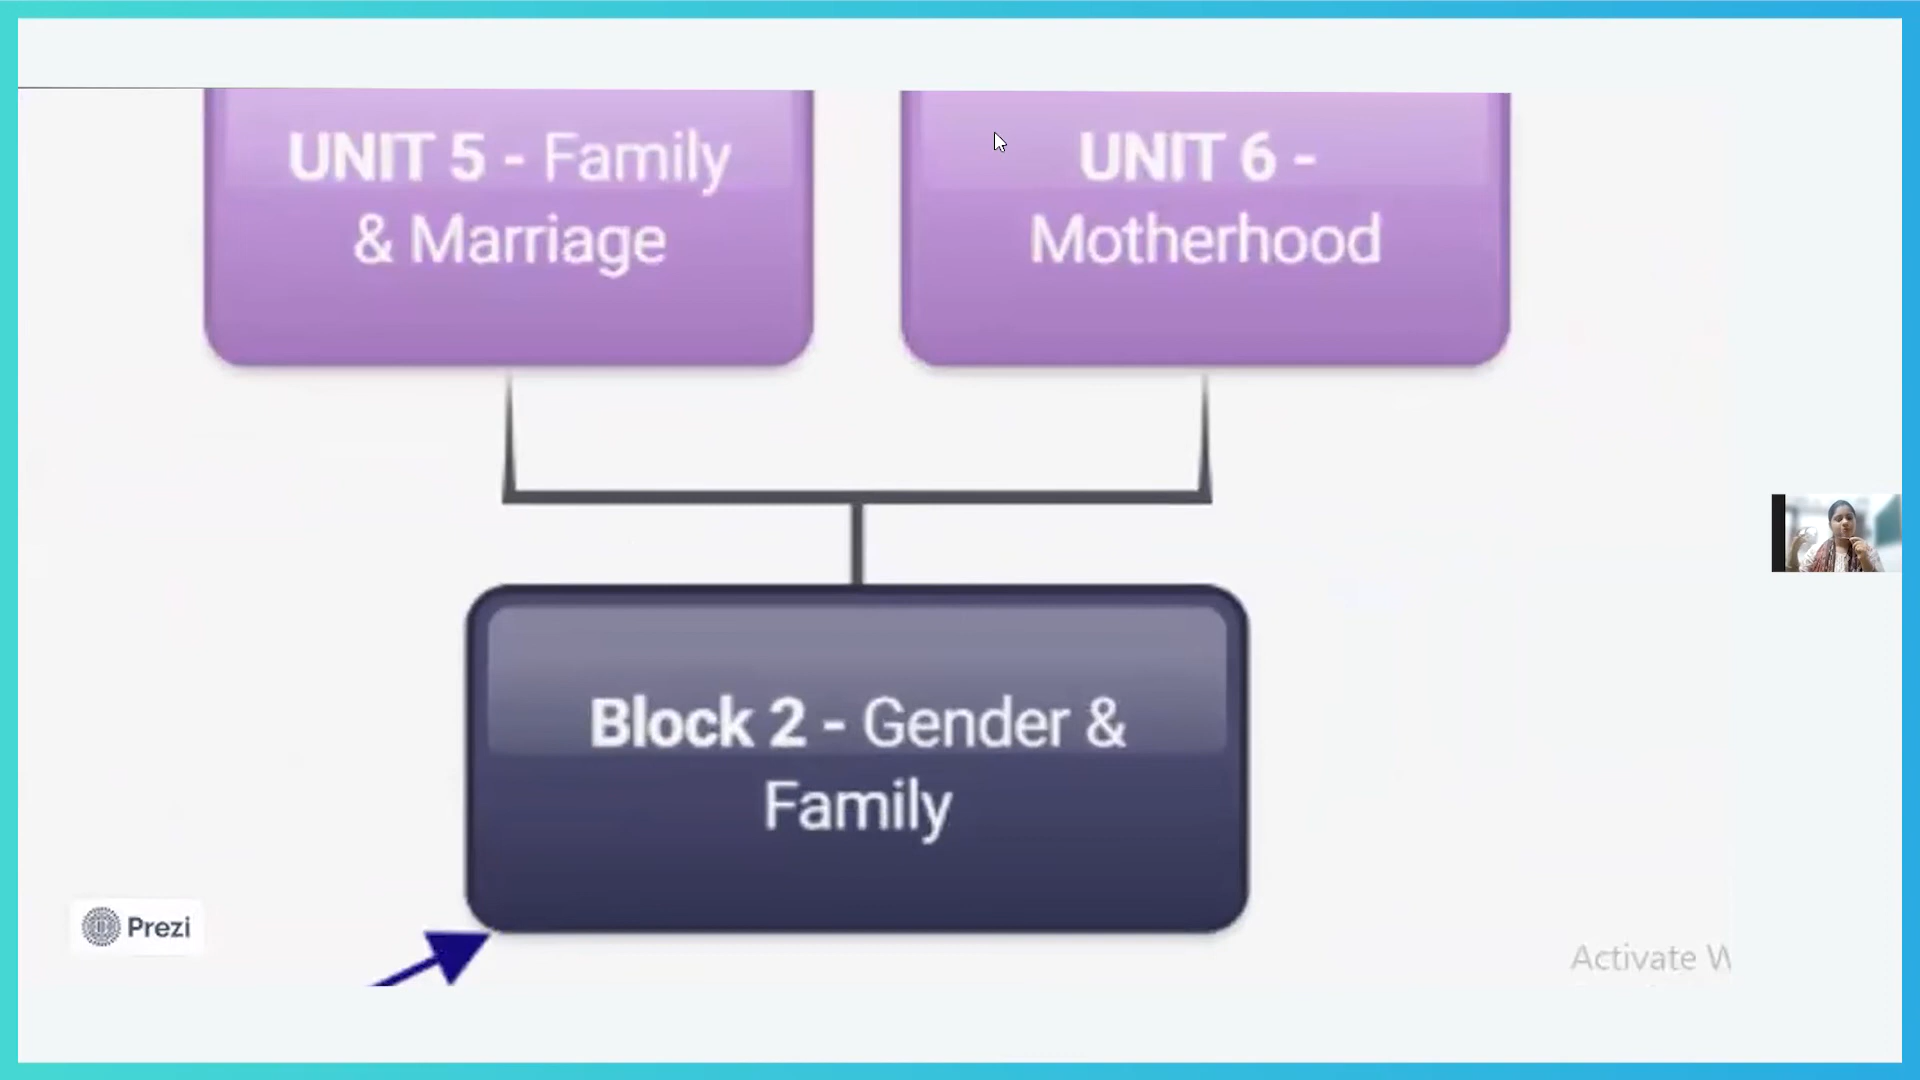 UNIT 5 - Family
& Marriage
UNIT 6 -
Motherhood
Block 2 - Gender &
Family
Prezi
Activate W